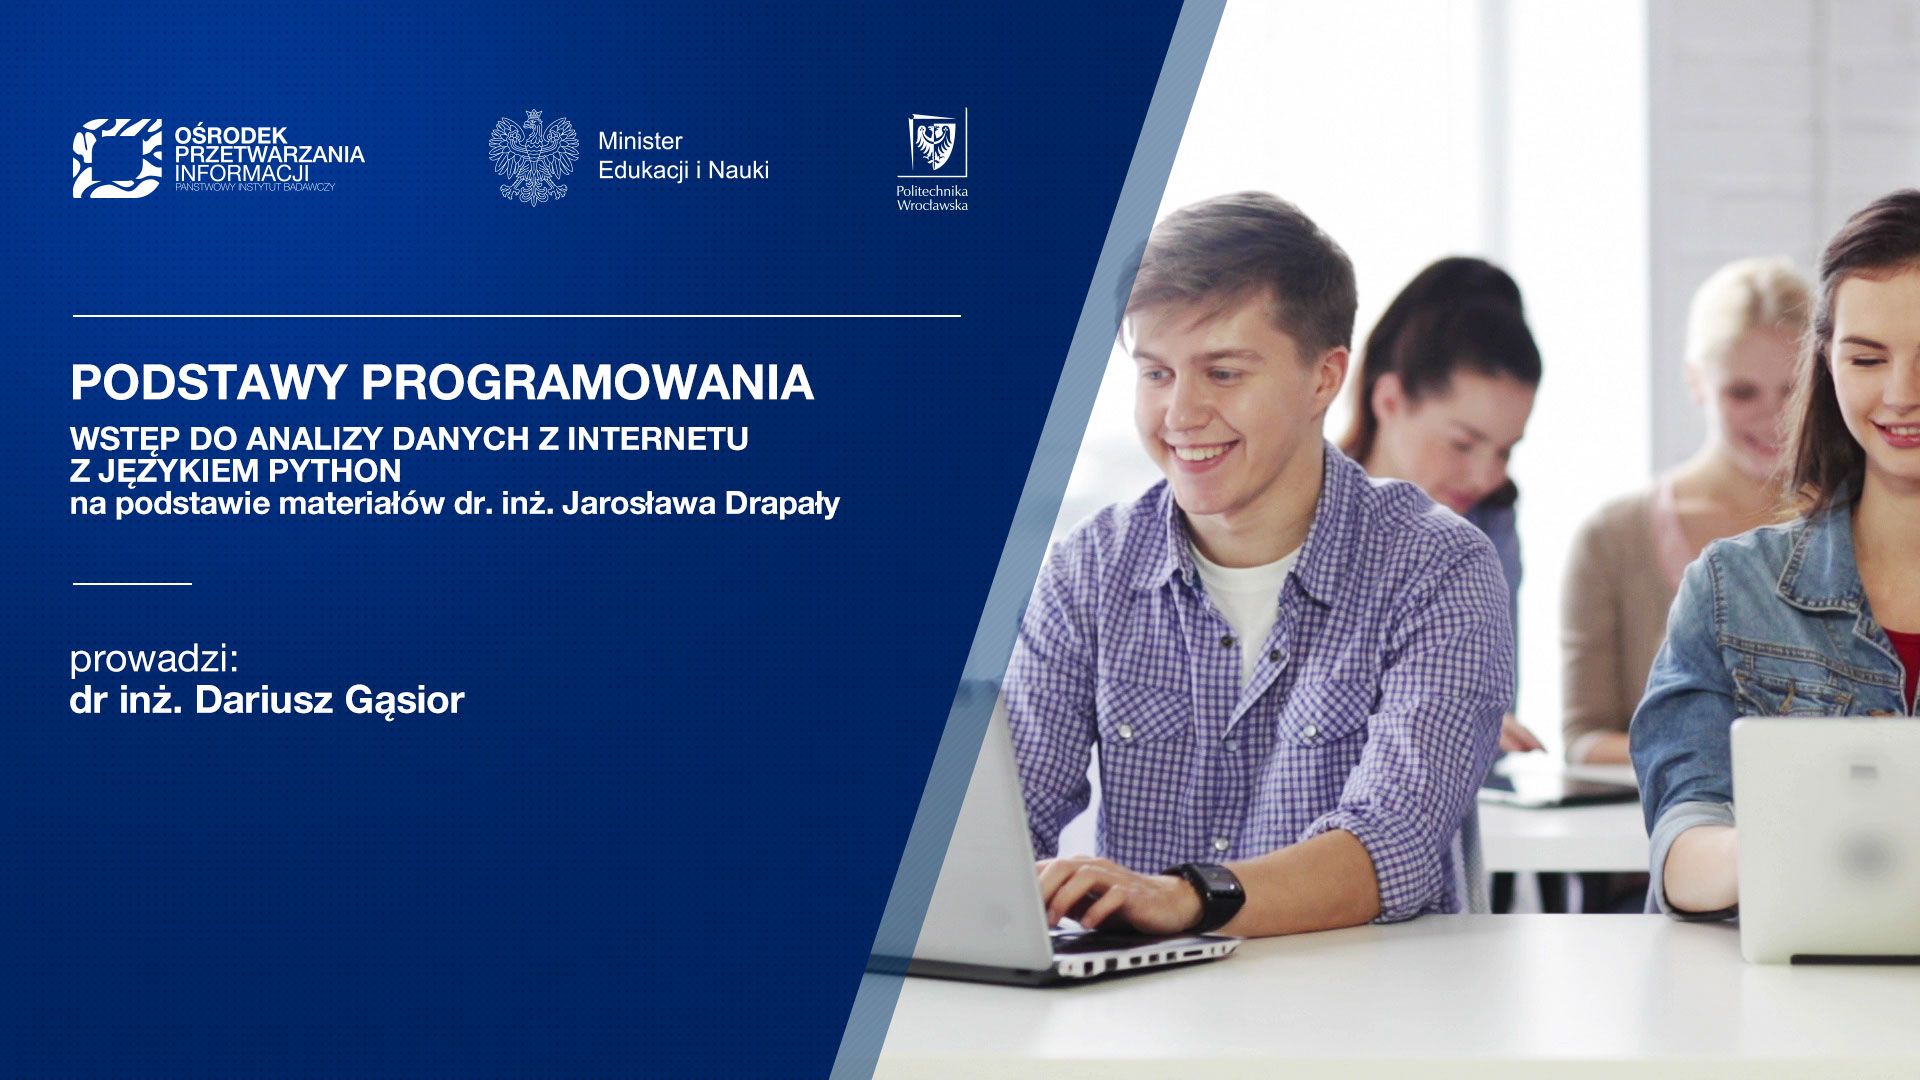 OŚRODEK
PRZETWARZANIA
INFORMACJI
PAŃSTWOWY INSTYTUT BADAWCZY
Minister
Edukacji i Nauki
Politechnika
Wrocławska
PODSTAWY PROGRAMOWANIA
WSTĘP DO ANALIZY DANYCH Z INTERNETU
Z JĘZYKIEM PYTHON
na podstawie materiałów dr. inż. Jarosława Drapały
prowadzi:
dr inż. Dariusz Gąsior